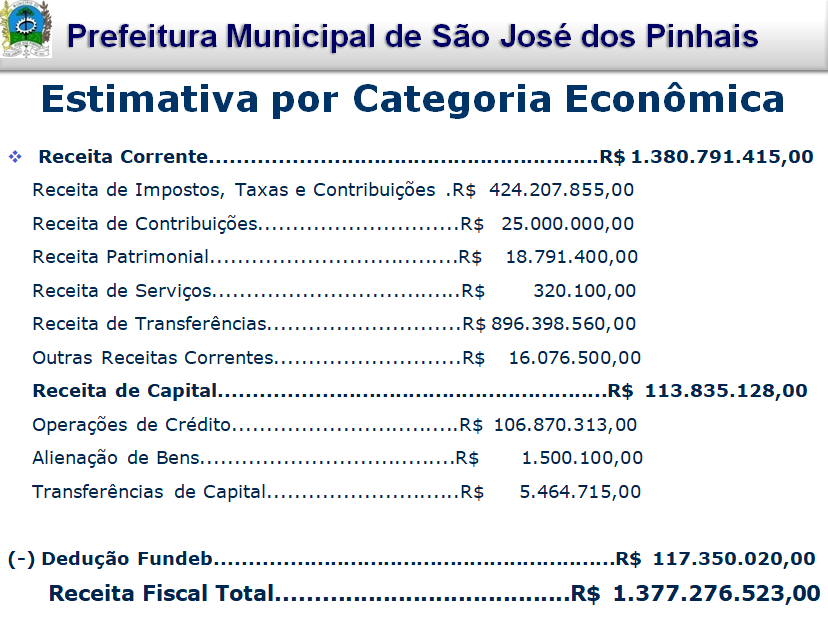 Prefeitura Municipal de São José dos Pinhais
Estimativa por Categoria Econômica
❖ Receita Corrente........................................................R$ 1.380.791.415,00
Receita de Impostos, Taxas e Contribuições .R$ 424.207.855,00
Receita de Contribuições.............................R$ 25.000.000,00
Receita Patrimonial....................................R$ 18.791.400,00
Receita de Serviços....................................R$ 320.100,00
Receita de Transferências............................R$ 896.398.560,00
Outras Receitas Correntes...........................R$ 16.076.500,00
Receita de Capital........................................................R$ 113.835.128,00
Operações de Crédito.................................R$ 106.870.313,00
Alienação de Bens.....................................R$ 1.500.100,00
Transferências de Capital............................R$ 5.464.715,00
(-) Dedução Fundeb..........................................................R$ 117.350.020,00
Receita Fiscal Total.....................................R$ 1.377.276.523,00